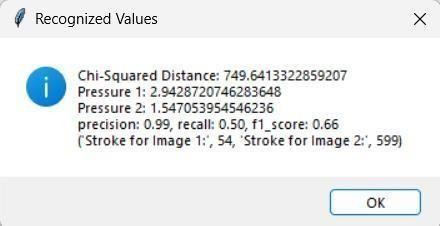 Recognized Values
Chi-Squared Distance: 749.6413322859207
Pressure 1: 2.9428720746283648
Pressure 2: 1.547053954546236
precision: 0.99, recall: 0.50, f1_score: 0.66
('Stroke for Image 1:', 54, 'Stroke for Image 2:', 599)
OK